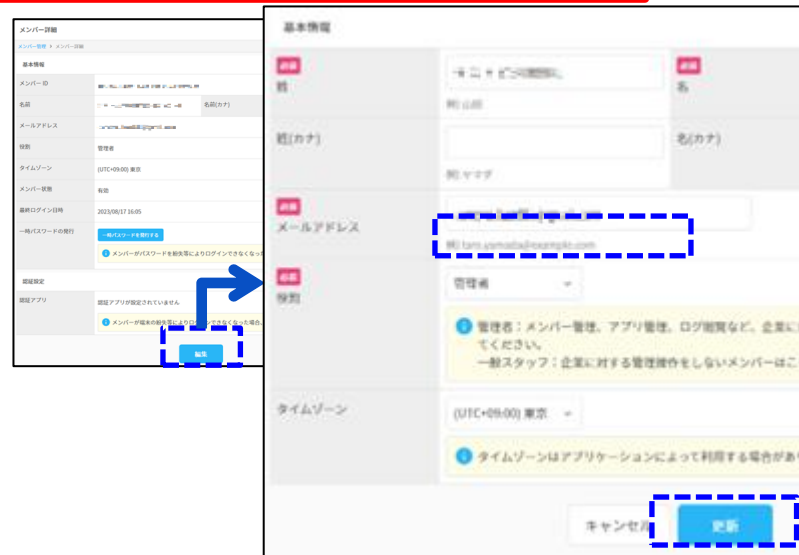 メンバー詳細
メンバー管理 › メンバー詳細
基本情報
メンバー ID
名前
名前(カナ)
メールアドレス
役割 管理者
タイムゾーン (UTC+09:00) 東京
メンバー状態 有効
最終ログイン日時 2023/08/17 16:05
一時パスワードの発行 一時パスワードを発行する
メンバーがパスワードを紛失等によりログインできなくなっ
認証設定
認証アプリ 認証アプリが設定されていません
メンバーが端末の紛失等によりログインできなくなった場合、
編集
基本情報
必須
姓
例) 山田
必須
名
姓(カナ)
例) ヤマダ
名(カナ)
必須
メールアドレス
例) taro.yamada@example.com
必須
役割
管理者
管理者：メンバー管理、アプリ管理、ログ閲覧など、企業に
てください。
一般スタッフ：企業に対する管理操作をしないメンバーはこ
タイムゾーン
(UTC+09:00) 東京
タイムゾーンはアプリケーションによって利用する場合があ
キャンセル
更新